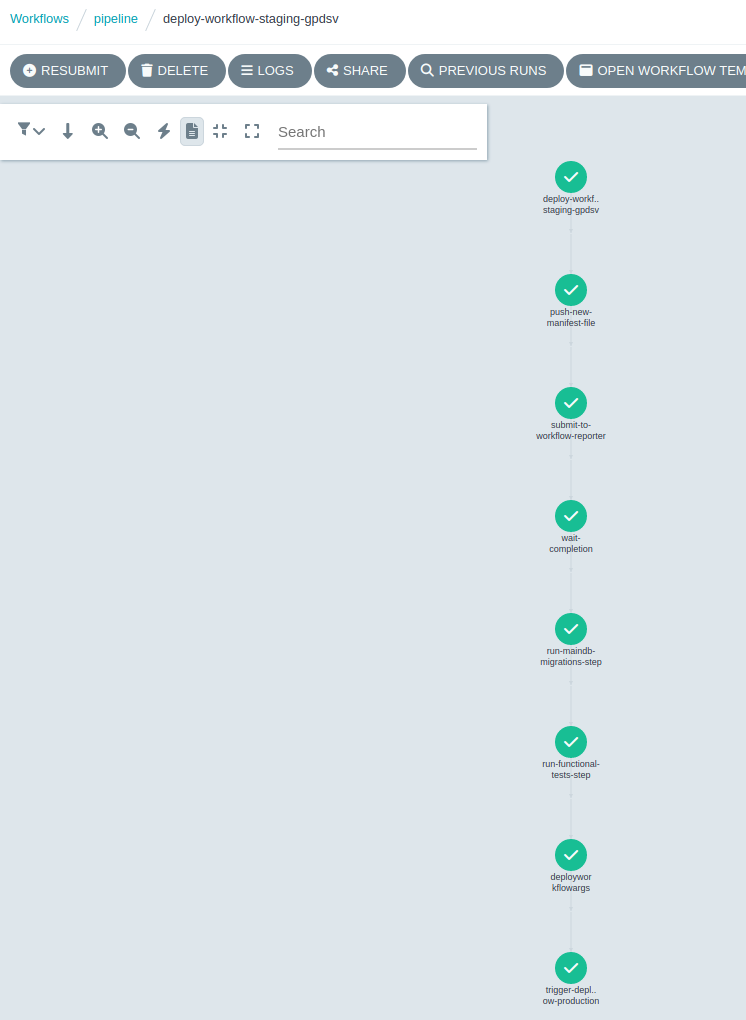 Workflows / pipeline / deploy-workflow-staging-gpdsv
RESUBMIT DELETE LOGS SHARE PREVIOUS RUNS OPEN WORKFLOW TEM
Search
deploy-workf..
staging-gpdsv
push-new-
manifest-file
submit-to-
workflow-reporter
wait-
completion
run-maindb-
migrations-step
run-functional-
tests-step
deploywor
kflowargs
trigger-depl..
ow-production